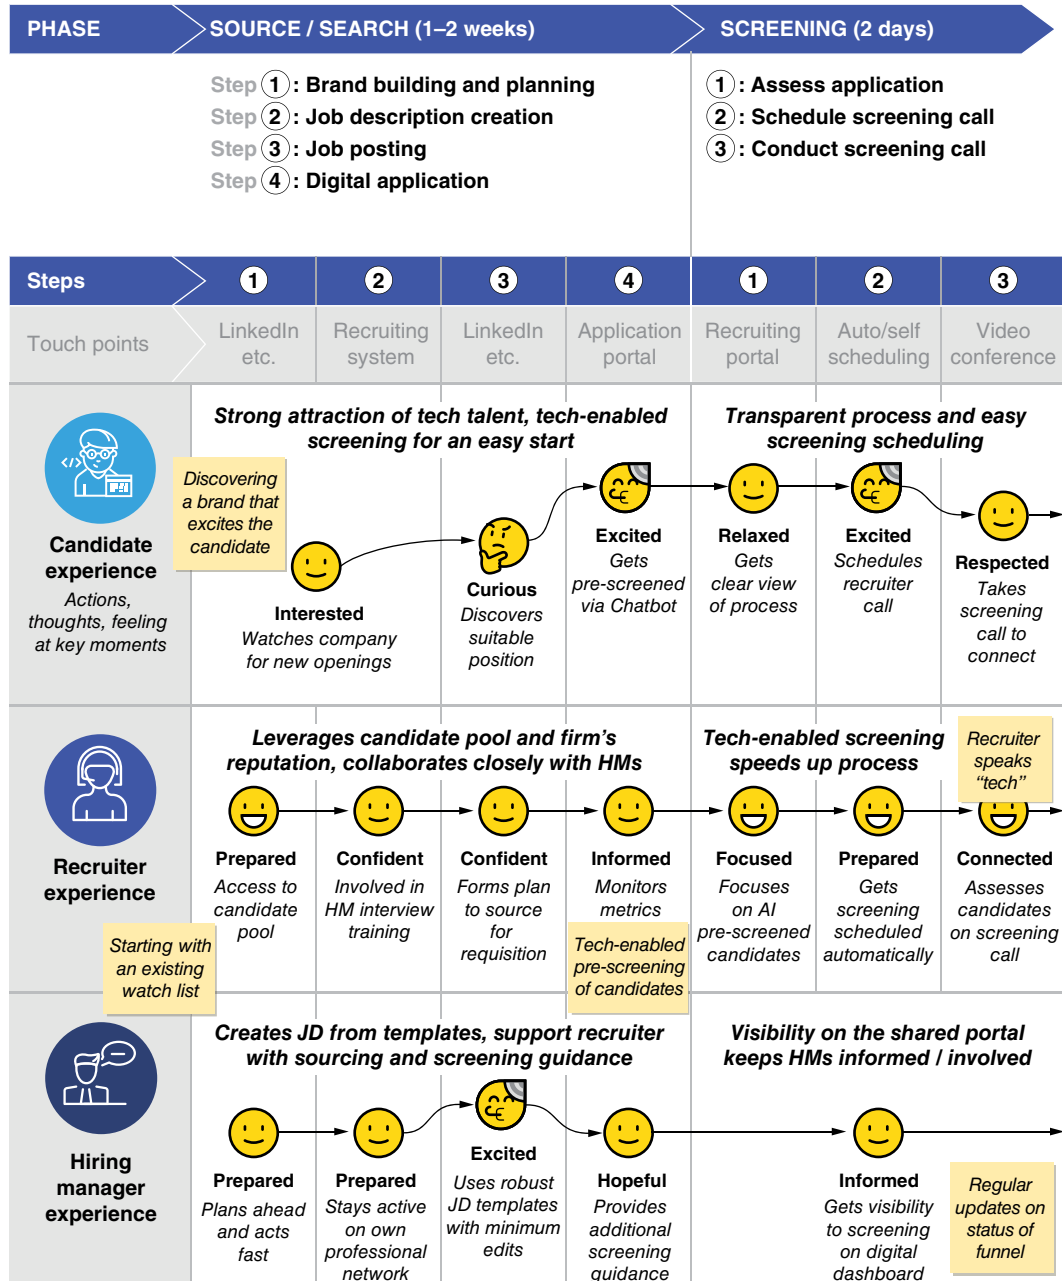 PHASE
SOURCE / SEARCH (1–2 weeks)
SCREENING (2 days)
Step 1 : Brand building and planning
Step 2 : Job description creation
Step 3 : Job posting
Step 4 : Digital application
1 : Assess application
2 : Schedule screening call
3 : Conduct screening call
Steps
1
2
3
4
1
2
3
Touch points
LinkedIn
etc.
Recruiting
system
LinkedIn
etc.
Application
portal
Recruiting
portal
Auto/self
scheduling
Video
conference
</>
Candidate
experience
Actions,
thoughts, feeling
at key moments
Strong attraction of tech talent, tech-enabled
screening for an easy start
Transparent process and easy
screening scheduling
Discovering
a brand that
excites the
candidate
Interested
Watches company
for new openings
Curious
Discovers
suitable
position
Excited
Gets
pre-screened
via Chatbot
Relaxed
Gets
clear view
of process
Excited
Schedules
recruiter
call
Respected
Takes
screening
call to
connect
Recruiter
experience
Leverages candidate pool and firm's
reputation, collaborates closely with HMs
Tech-enabled screening
speeds up process
Recruiter
speaks
“tech”
Prepared
Access to
candidate
pool
Confident
Involved in
HM interview
training
Confident
Forms plan
to source
for
requisition
Informed
Monitors
metrics
Focused
Focuses
on AI
pre-screened
candidates
Prepared
Gets
screening
scheduled
automatically
Connected
Assesses
candidates
on screening
call
Starting with
an existing
watch list
Tech-enabled
pre-screening
of candidates
Hiring
manager
experience
Creates JD from templates, support recruiter
with sourcing and screening guidance
Visibility on the shared portal
keeps HMs informed / involved
Prepared
Plans ahead
and acts
fast
Prepared
Stays active
on own
professional
network
Excited
Uses robust
JD templates
with minimum
edits
Hopeful
Provides
additional
screening
guidance
Informed
Gets visibility
to screening
on digital
dashboard
Regular
updates on
status of
funnel